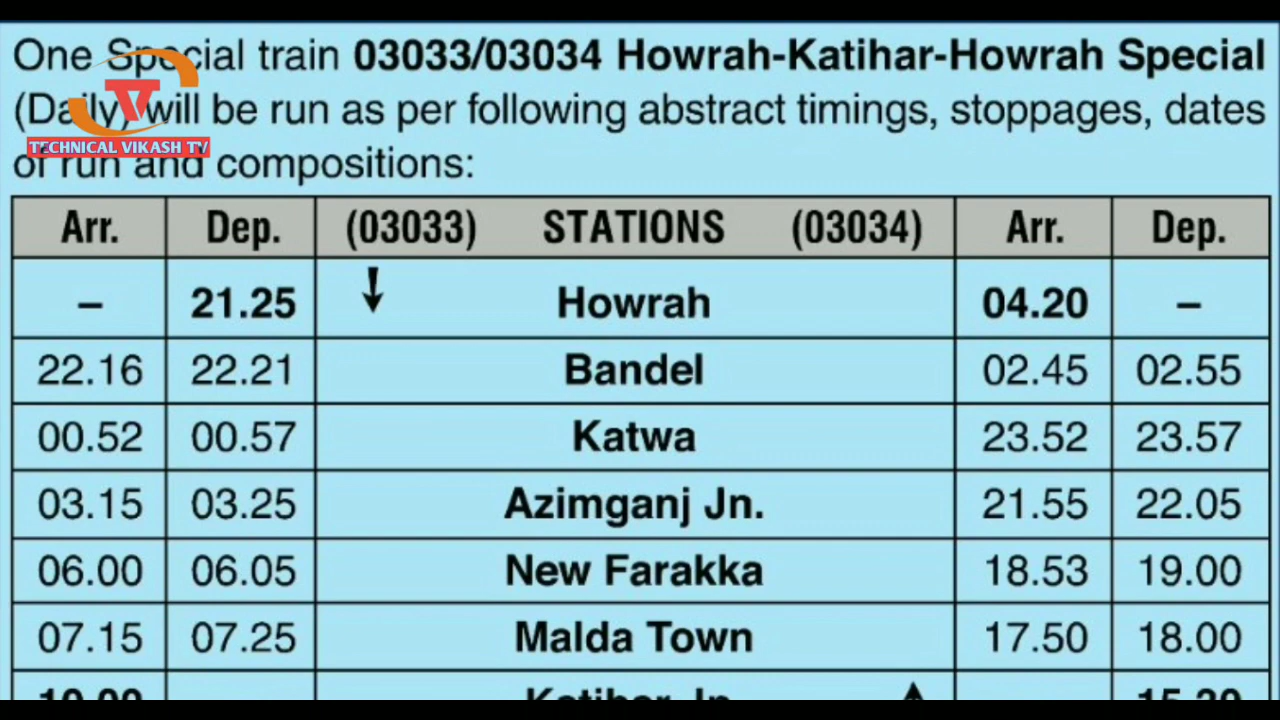 One Special train 03033/03034 Howrah-Katihar-Howrah Special
(Daily) will be run as per following abstract timings, stoppages, dates
of run and compositions:
TECHNICAL VIKASH TV
Arr. Dep. (03033) STATIONS (03034) Arr. Dep.
– 21.25 Howrah 04.20 –
22.16 22.21 Bandel 02.45 02.55
00.52 00.57 Katwa 23.52 23.57
03.15 03.25 Azimganj Jn. 21.55 22.05
06.00 06.05 New Farakka 18.53 19.00
07.15 07.25 Malda Town 17.50 18.00
Katihar Jn.